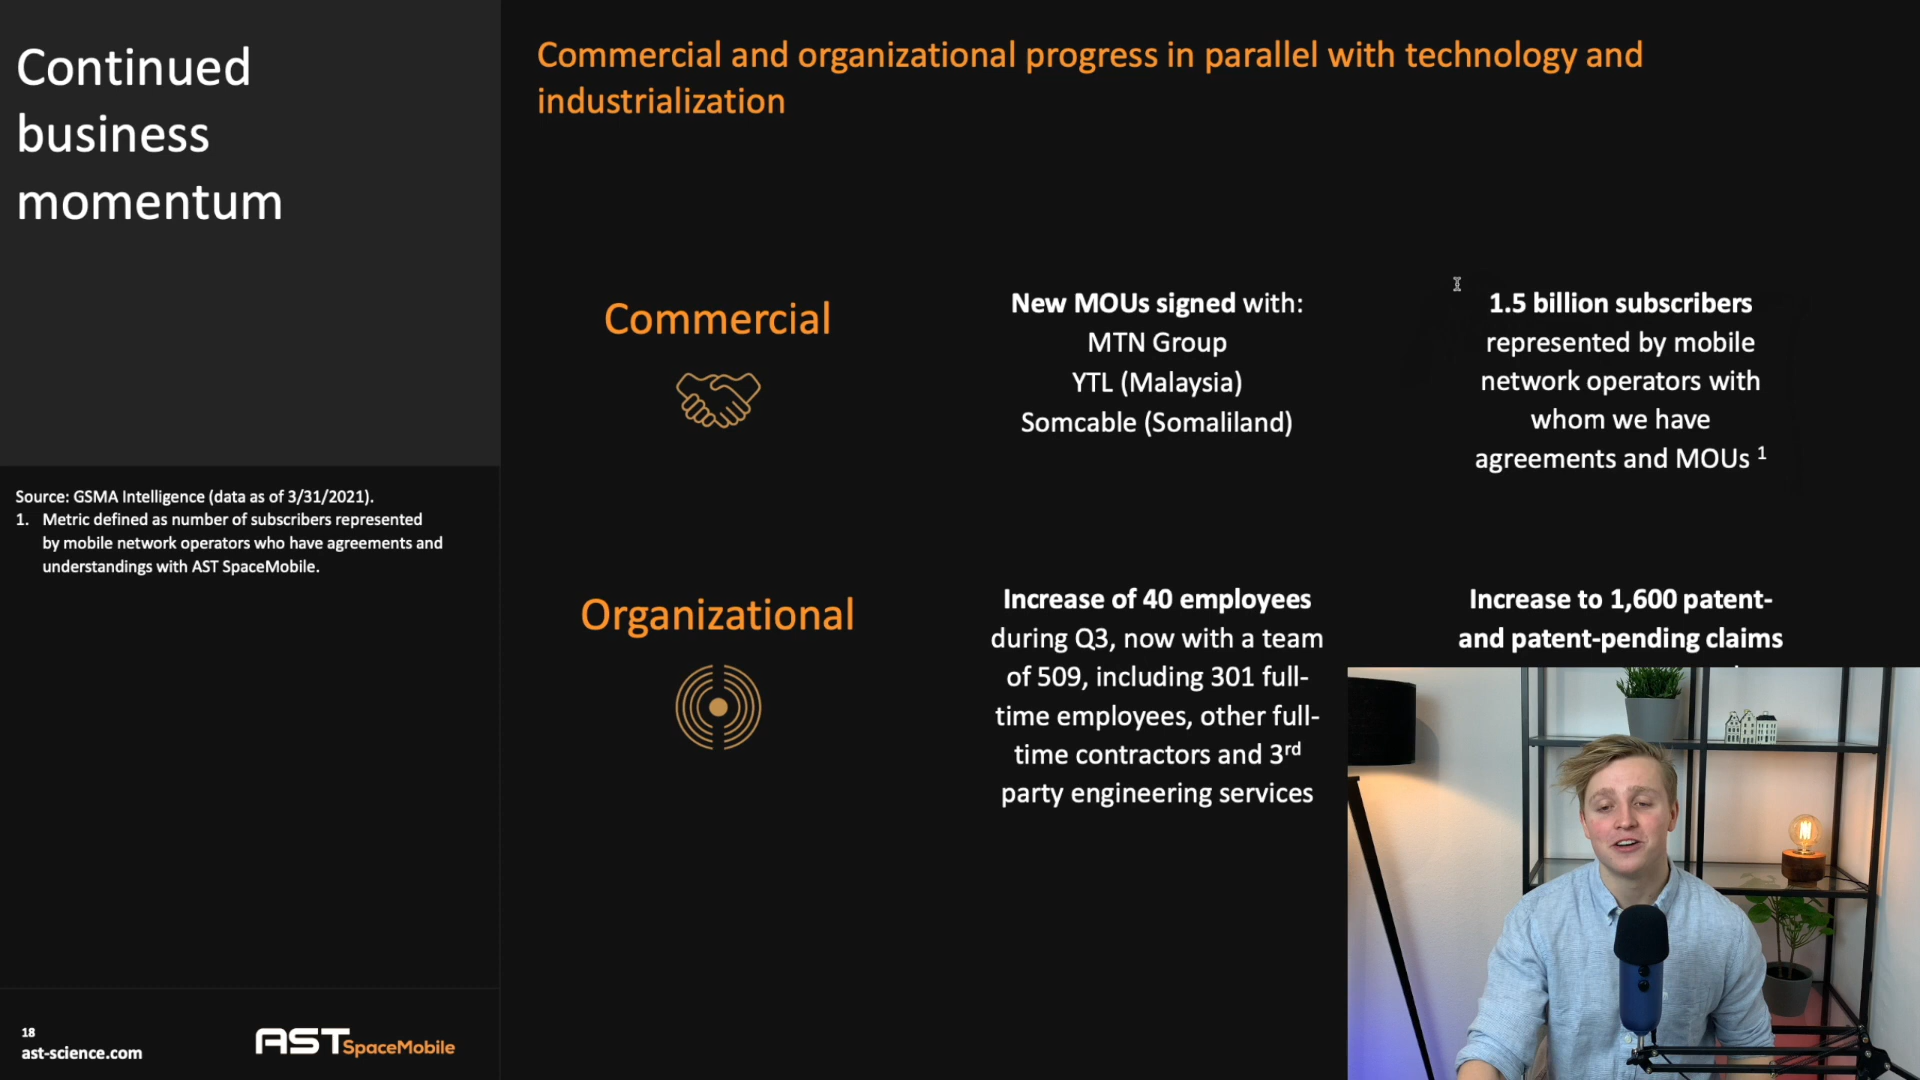 Continued
business
momentum
Commercial and organizational progress in parallel with technology and
industrialization
Commercial
New MOUs signed with:
MTN Group
YTL (Malaysia)
Somcable (Somaliland)
1.5 billion subscribers
represented by mobile
network operators with
whom we have
agreements and MOUs 1
Source: GSMA Intelligence (data as of 3/31/2021).
1. Metric defined as number of subscribers represented
by mobile network operators who have agreements and
understandings with AST SpaceMobile.
Organizational
Increase of 40 employees
during Q3, now with a team
of 509, including 301 full-
time employees, other full-
time contractors and 3rd
party engineering services
Increase to 1,600 patent-
and patent-pending claims
18
ast-science.com
AST SpaceMobile